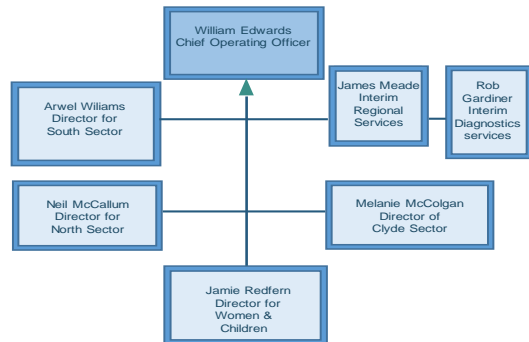 William Edwards
Chief Operating Officer
Arwel Wiliams
Director for
South Sector
James Meade
Interim
Regional
Services
Rob
Gardiner
Interim
Diagnostics
services
Neil McCallum
Director for
North Sector
Melanie McColgan
Director of
Clyde Sector
Jamie Redfern
Director for
Women &
Children